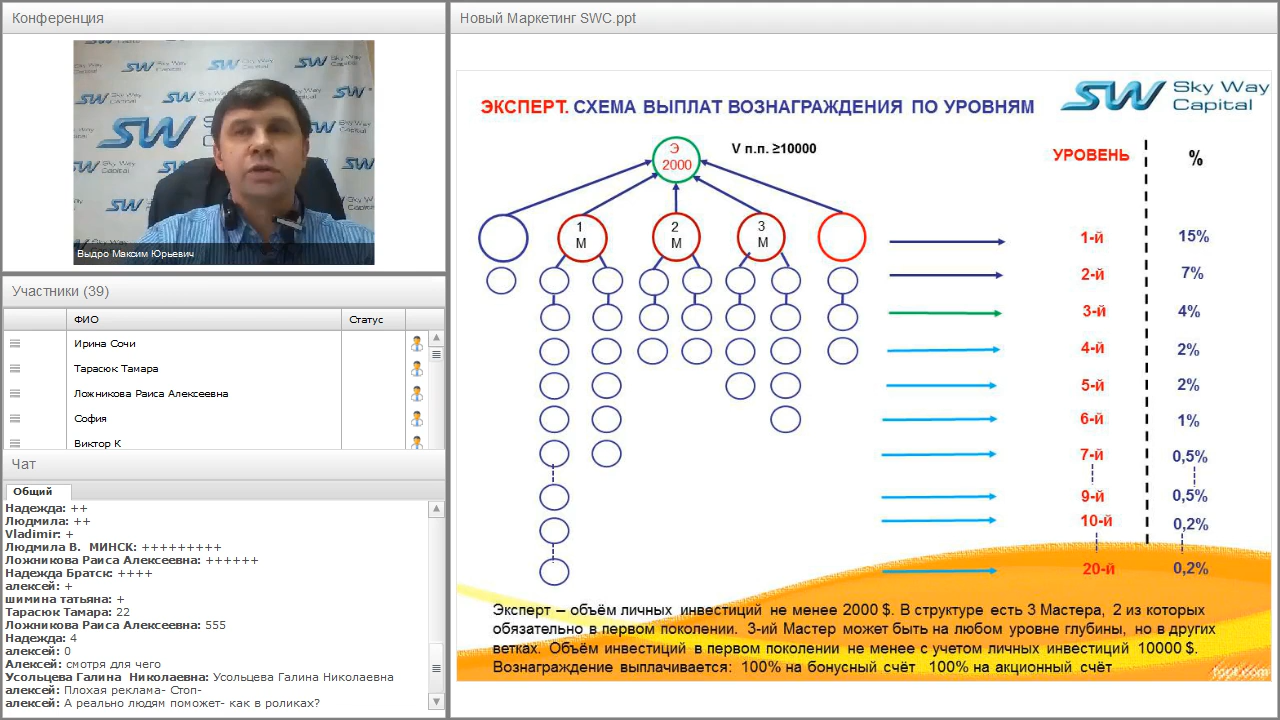 Конференция
SW
Sky Way
Capital
Выдро Максим Юрьевич
Участники (39)
ФИО
Статус
Ирина Сочи
Тарасюк Тамара
Ложникова Раиса Алексеевна
София
Виктор К
Чат
Общий
Надежда: ++
Людмила: ++
Vladimir: +
Людмила В. МИНСК: +++++++++
Ложникова Раиса Алексеевна: ++++++
Надежда Братск: ++++
алексей: +
шимина татьяна: +
Тарасюк Тамара: 22
Ложникова Раиса Алексеевна: 555
Надежда: 4
алексей: 0
Алексей: смотря для чего
Усольцева Галина Николаевна: Усольцева Галина Николаевна
алексей: Плохая реклама- Стоп-
алексей: А реально людям поможет- как в роликах?
Новый Маркетинг SWC.ppt
SW Sky Way
Capital
ЭКСПЕРТ. СХЕМА ВЫПЛАТ ВОЗНАГРАЖДЕНИЯ ПО УРОВНЯМ
Э
2000
V п.п. ≥10000
УРОВЕНЬ %
1
М
2
М
3
М
1-й 15%
2-й 7%
3-й 4%
4-й 2%
5-й 2%
6-й 1%
7-й 0,5%
9-й 0,5%
10-й 0,2%
20-й 0,2%
Эксперт – объём личных инвестиций не менее 2000 $. В структуре есть 3 Мастера, 2 из которых
обязательно в первом поколении. 3-ий Мастер может быть на любом уровне глубины, но в других
ветках. Объём инвестиций в первом поколении не менее с учетом личных инвестиций 10000 $.
Вознаграждение выплачивается: 100% на бонусный счёт 100% на акционный счёт
fppt.com